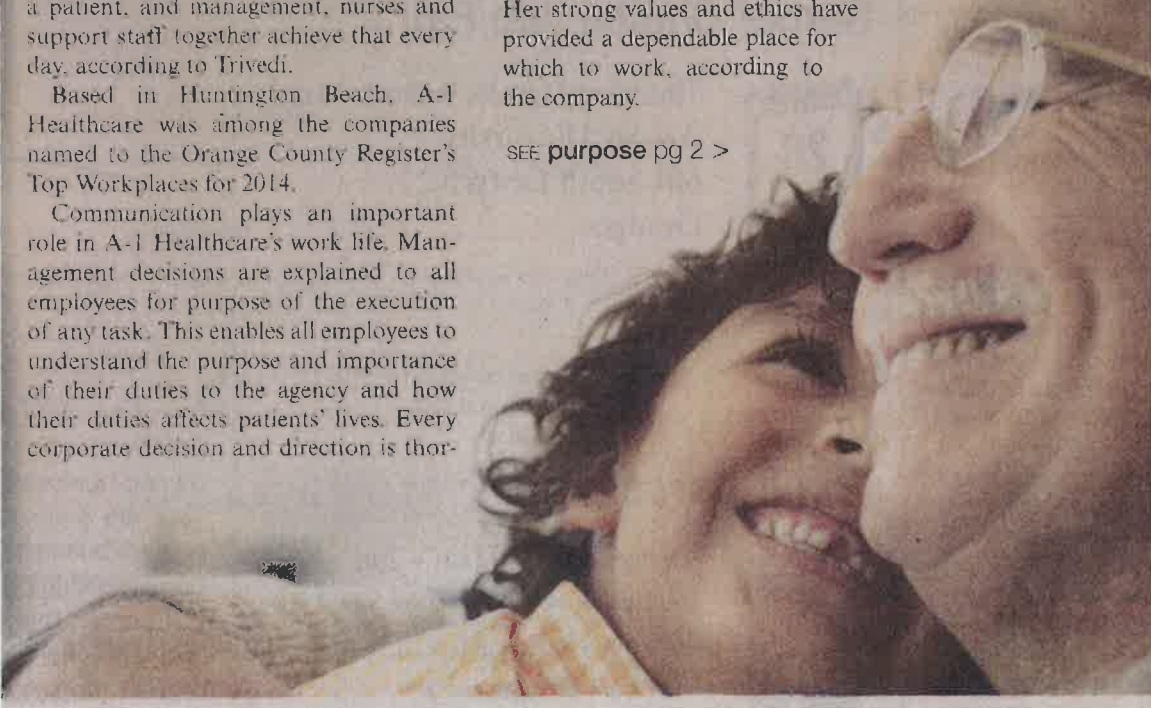 a patient, and management, nurses and
support staff together achieve that every
day, according to Trivedi.
Based in Huntington Beach, A-1
Healthcare was among the companies
named to the Orange County Register's
Top Workplaces for 2014.
Communication plays an important
role in A-1 Healthcare's work life. Man-
agement decisions are explained to all
employees for purpose of the execution
of any task. This enables all employees to
understand the purpose and importance
of their duties to the agency and how
their duties affects patients' lives. Every
corporate decision and direction is thor-
Her strong values and ethics have
provided a dependable place for
which to work, according to
the company.
SEE purpose pg 2 >